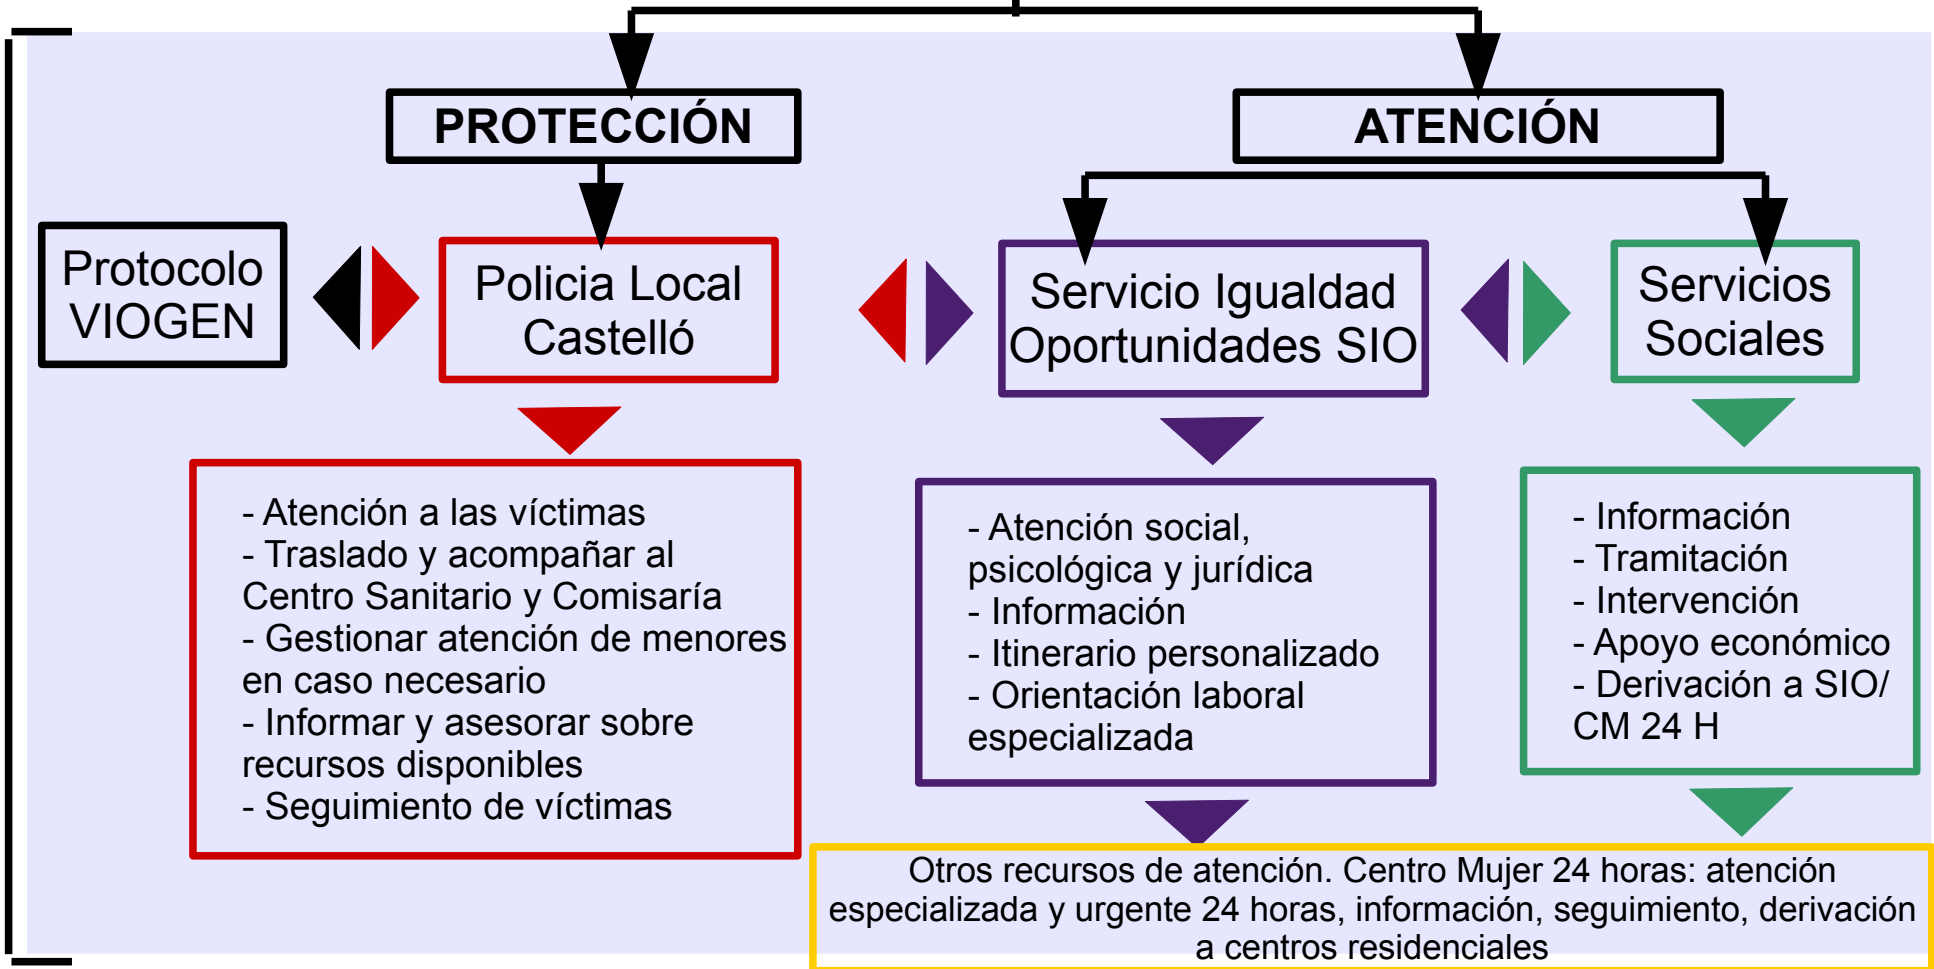 PROTECCIÓN
ATENCIÓN
Protocolo
VIOGEN
Policia Local
Castelló
Servicio Igualdad
Oportunidades SIO
Servicios
Sociales
- Atención a las víctimas
- Traslado y acompañar al
Centro Sanitario y Comisaría
- Gestionar atención de menores
en caso necesario
- Informar y asesorar sobre
recursos disponibles
- Seguimiento de víctimas
- Atención social,
psicológica y jurídica
- Información
- Itinerario personalizado
- Orientación laboral
especializada
- Información
- Tramitación
- Intervención
- Apoyo económico
- Derivación a SIO/
CM 24 H
Otros recursos de atención. Centro Mujer 24 horas: atención
especializada y urgente 24 horas, información, seguimiento, derivación
a centros residenciales